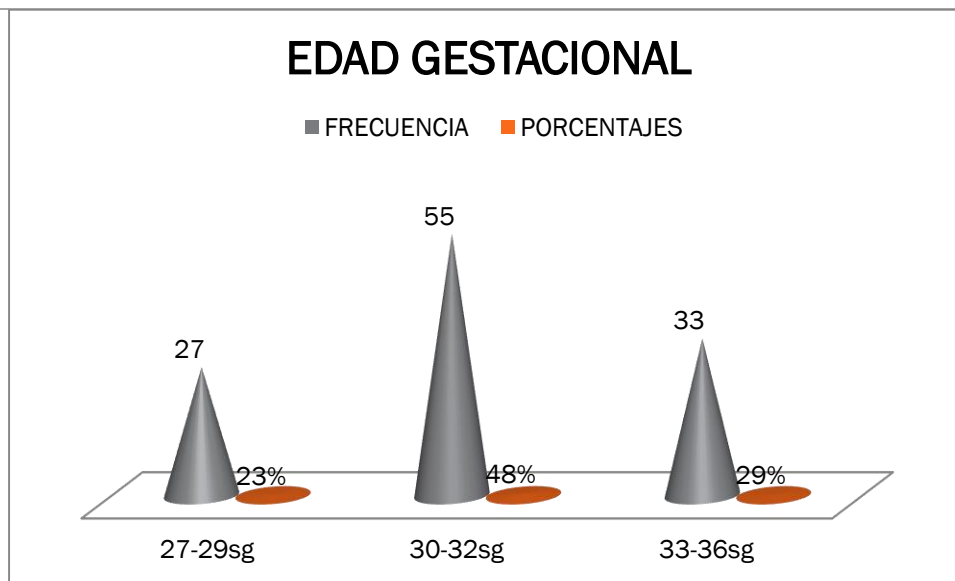 EDAD GESTACIONAL
FRECUENCIA PORCENTAJES
55
33
27
23% 48% 29%
27-29sg 30-32sg 33-36sg